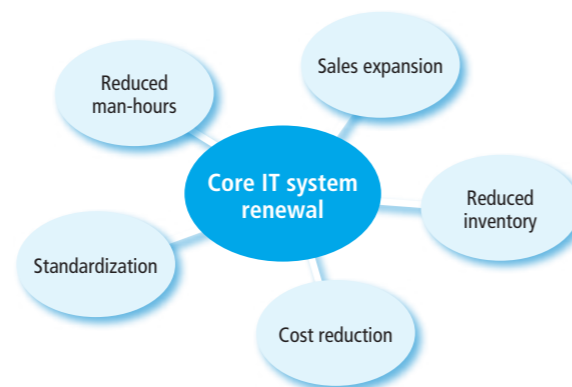 Sales expansion
Reduced
man-hours
Core IT system
renewal
Reduced
inventory
Standardization
Cost reduction